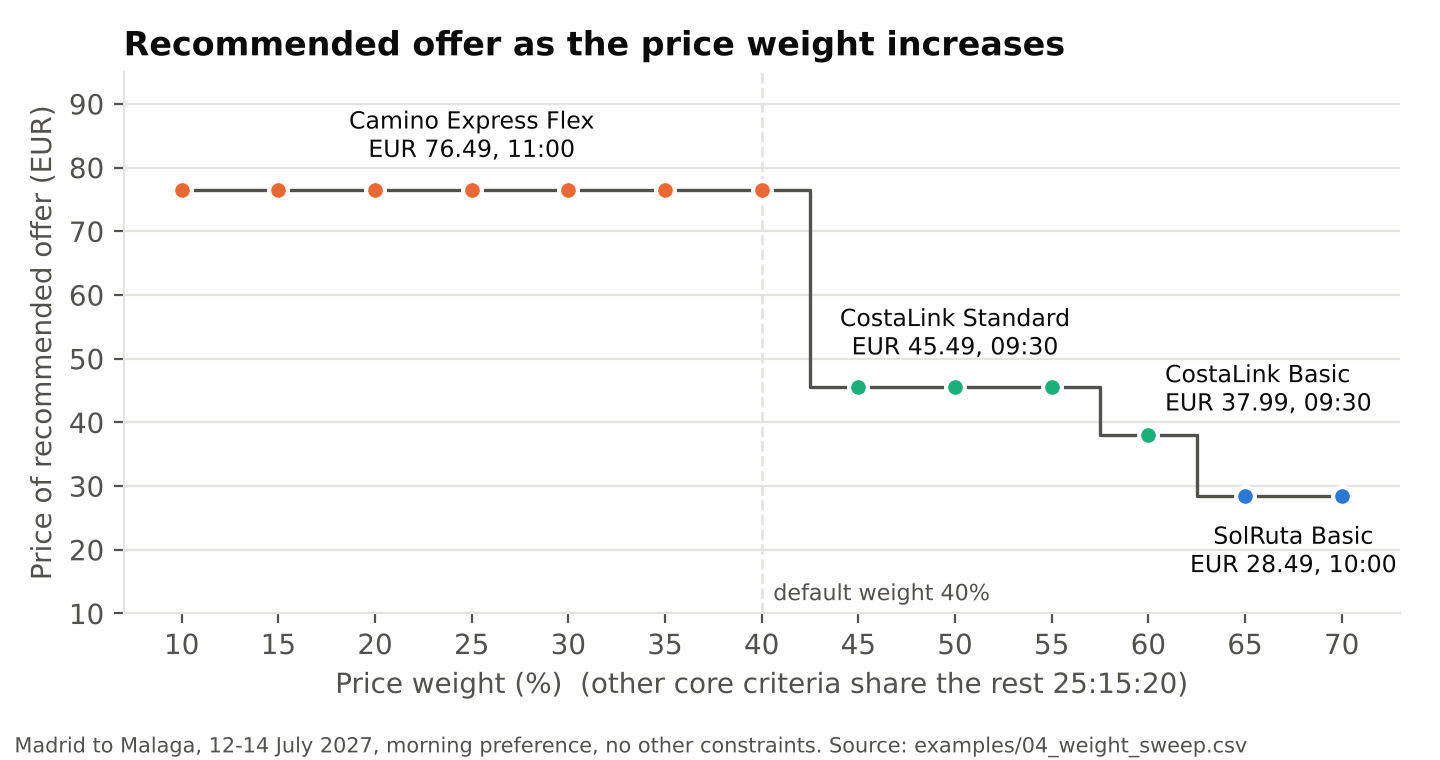 Recommended offer as the price weight increases
Price of recommended offer (EUR)
90
80
70
60
50
40
30
20
10
Camino Express Flex
EUR 76.49, 11:00
CostaLink Standard
EUR 45.49, 09:30
CostaLink Basic
EUR 37.99, 09:30
SolRuta Basic
EUR 28.49, 10:00
default weight 40%
10 15 20 25 30 35 40 45 50 55 60 65 70
Price weight (%)  (other core criteria share the rest 25:15:20)
Madrid to Malaga, 12-14 July 2027, morning preference, no other constraints. Source: examples/04_weight_sweep.csv